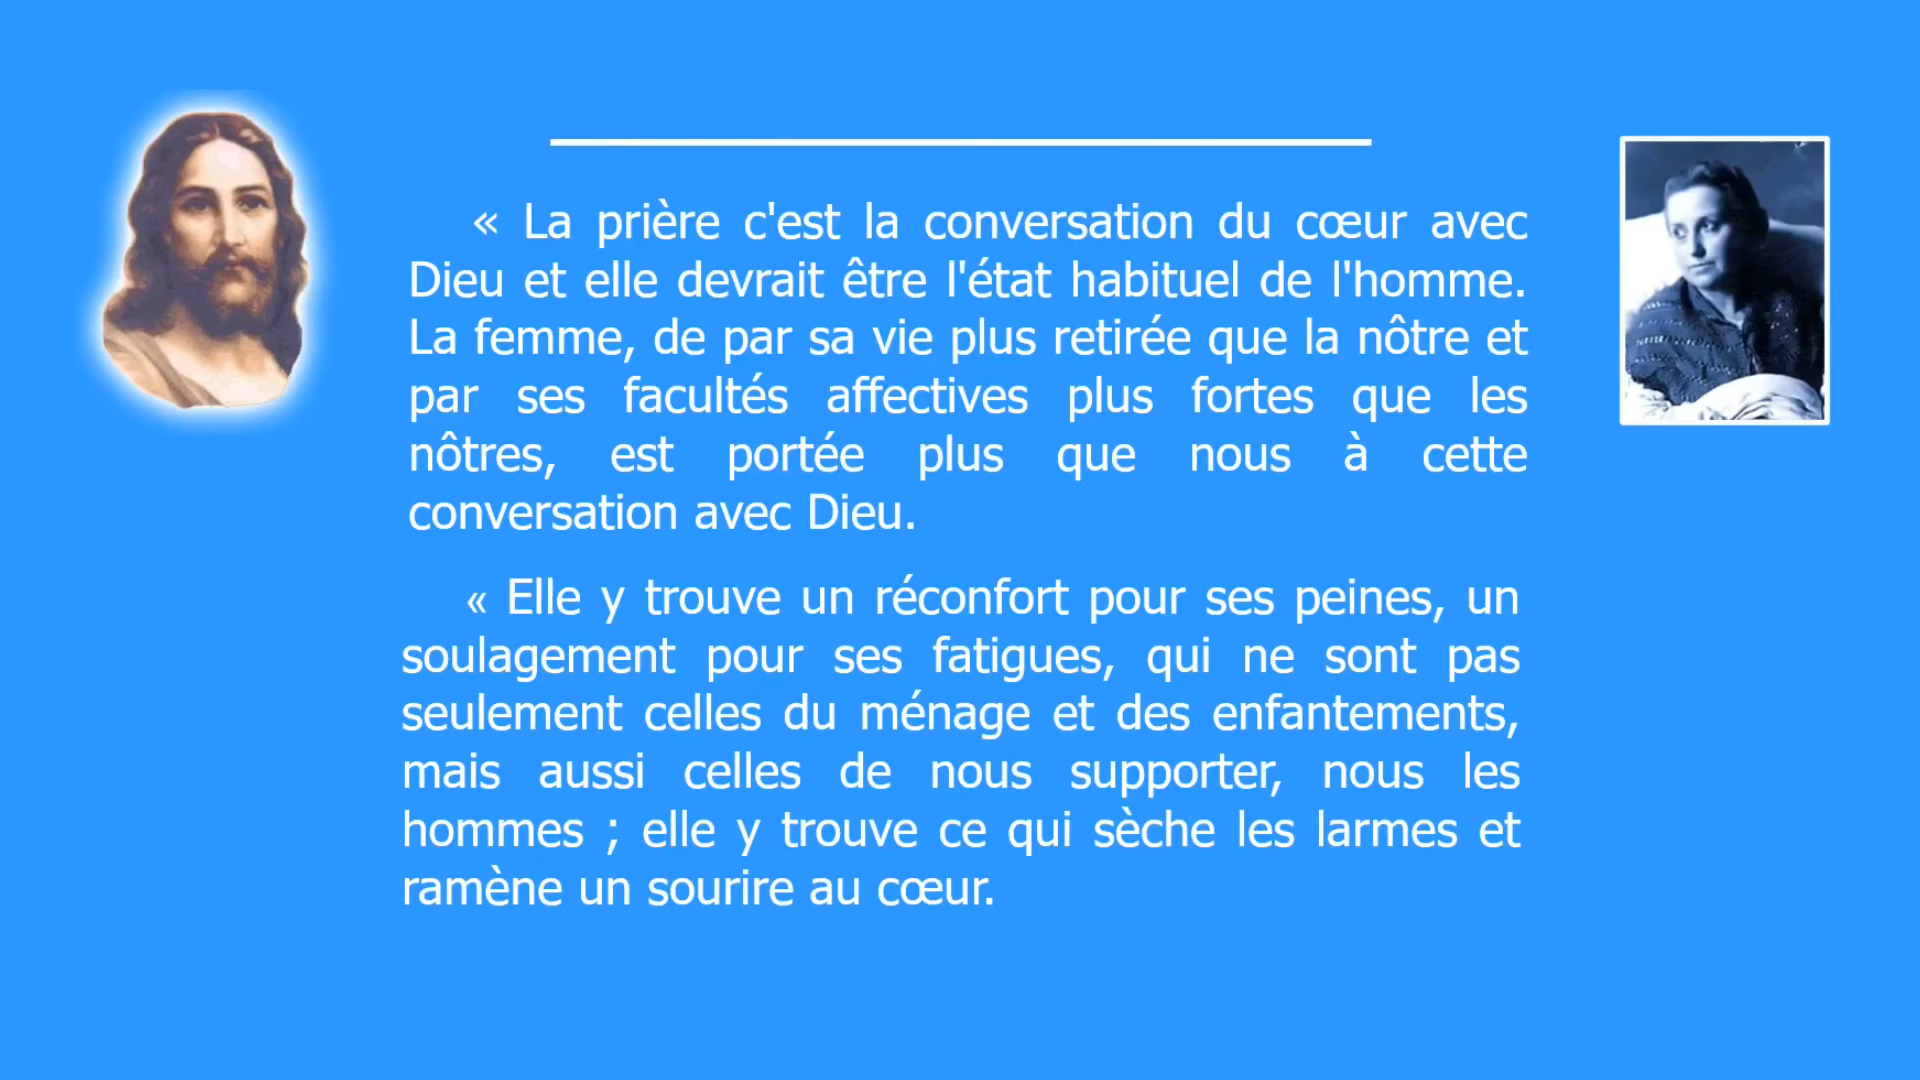 « La prière c'est la conversation du cœur avec
Dieu et elle devrait être l'état habituel de l'homme.
La femme, de par sa vie plus retirée que la nôtre et
par ses facultés affectives plus fortes que les
nôtres, est portée plus que nous à cette
conversation avec Dieu.
« Elle y trouve un réconfort pour ses peines, un
soulagement pour ses fatigues, qui ne sont pas
seulement celles du ménage et des enfantements,
mais aussi celles de nous supporter, nous les
hommes ; elle y trouve ce qui sèche les larmes et
ramène un sourire au cœur.